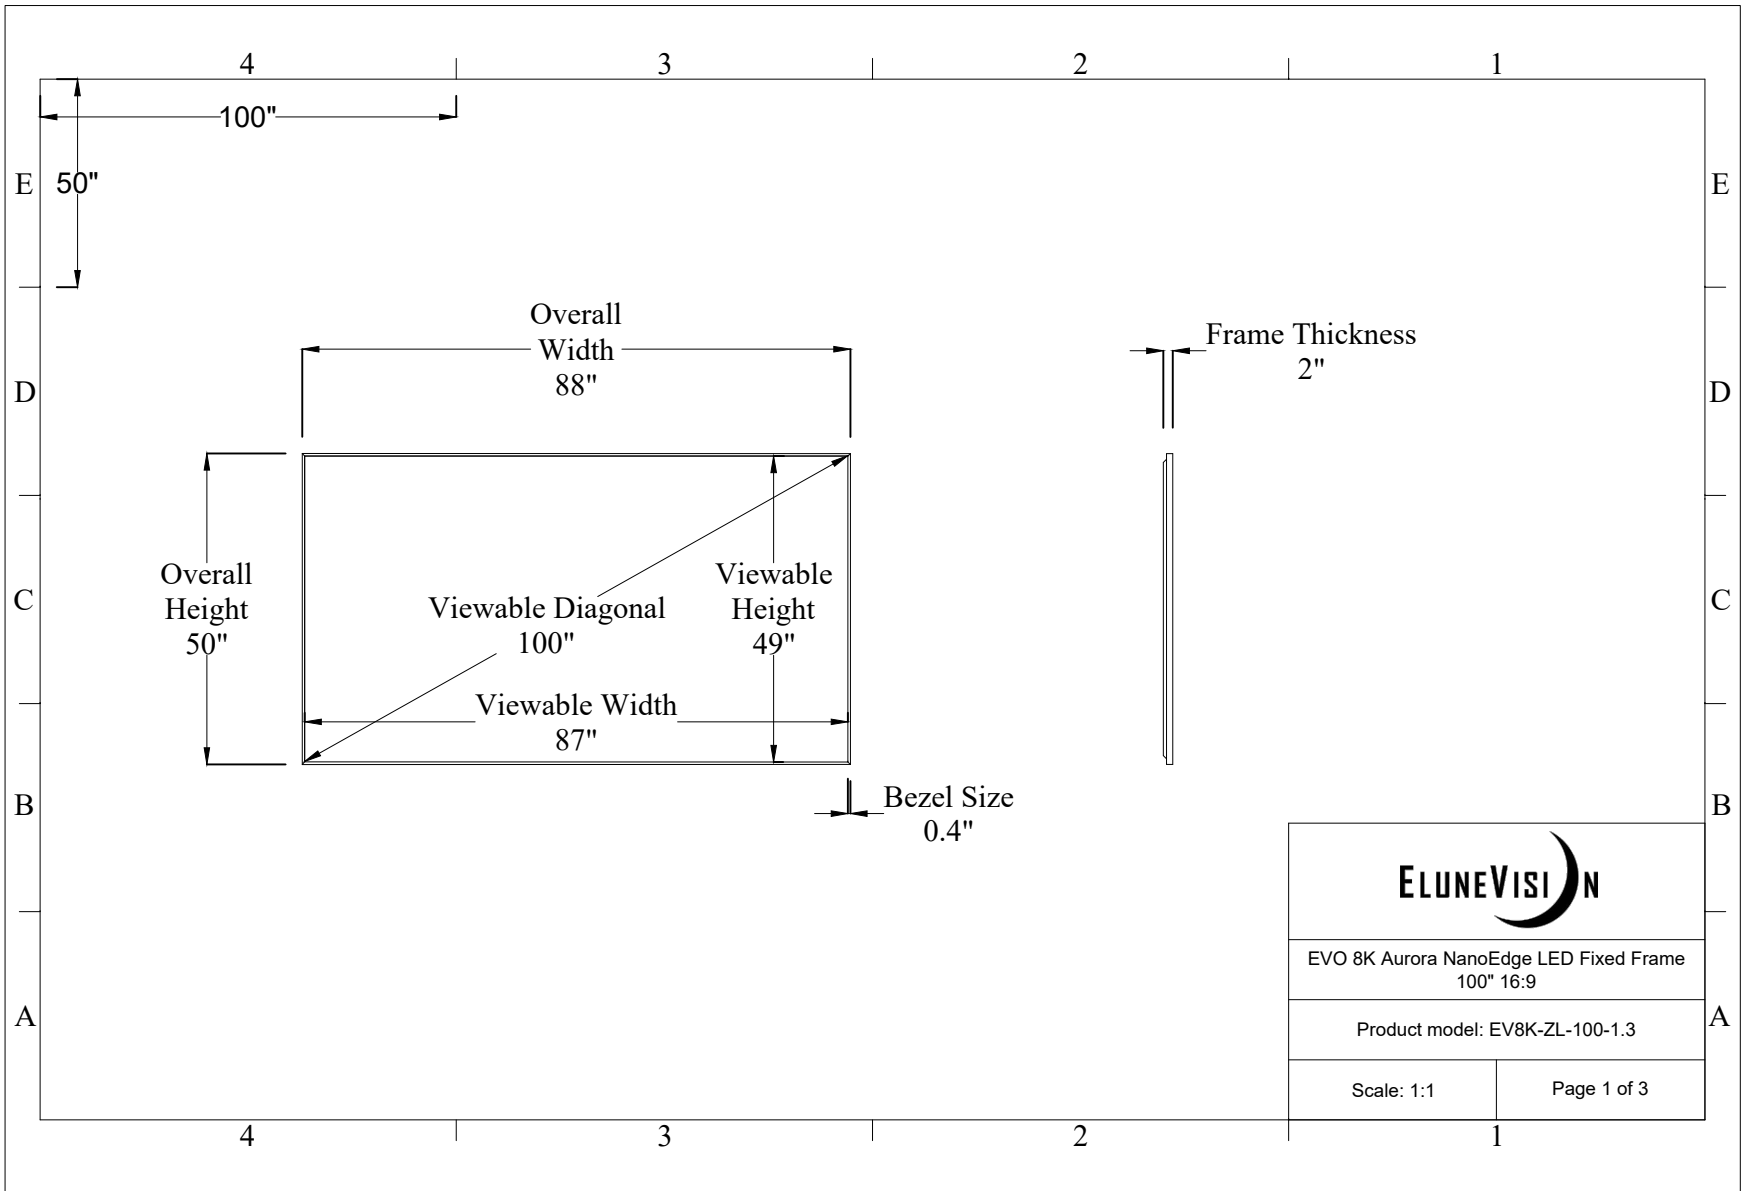 4 3 2 1
100"
E 50" E
Overall
Width
88"
Frame Thickness
2"
D D
Overall
Height
50"
Viewable Diagonal
100"
Viewable
Height
49"
C C
Viewable Width
87"
Bezel Size
0.4"
B B
ELUNEVISION
EVO 8K Aurora NanoEdge LED Fixed Frame
100" 16:9
Product model: EV8K-ZL-100-1.3
A A
Scale: 1:1 Page 1 of 3
4 3 2 1